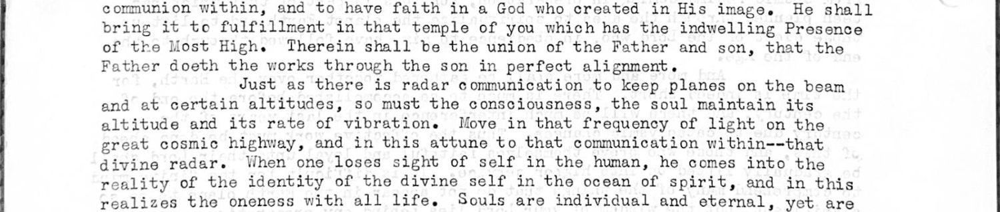 communion within, and to have faith in a God who created in His image. He shall
bring it to fulfillment in that temple of you which has the indwelling Presence
of the Most High. Therein shall be the union of the Father and son, that the
Father doeth the works through the son in perfect alignment.
Just as there is radar communication to keep planes on the beam
and at certain altitudes, so must the consciousness, the soul maintain its
altitude and its rate of vibration. Move in that frequency of light on the
great cosmic highway, and in this attune to that communication within--that
divine radar. When one loses sight of self in the human, he comes into the
reality of the identity of the divine self in the ocean of spirit, and in this
realizes the oneness with all life. Souls are individual and eternal, yet are